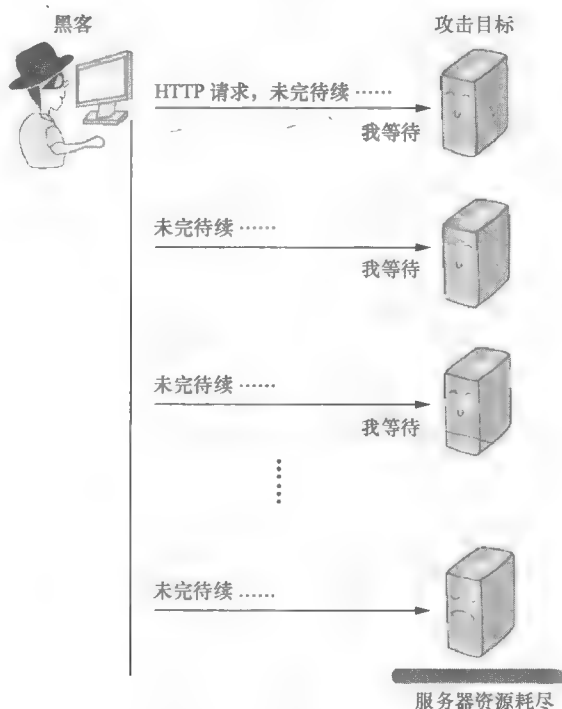 黑客
攻击目标
HTTP 请求，未完待续……
我等待
未完待续……
我等待
未完待续……
我等待
未完待续……
服务器资源耗尽